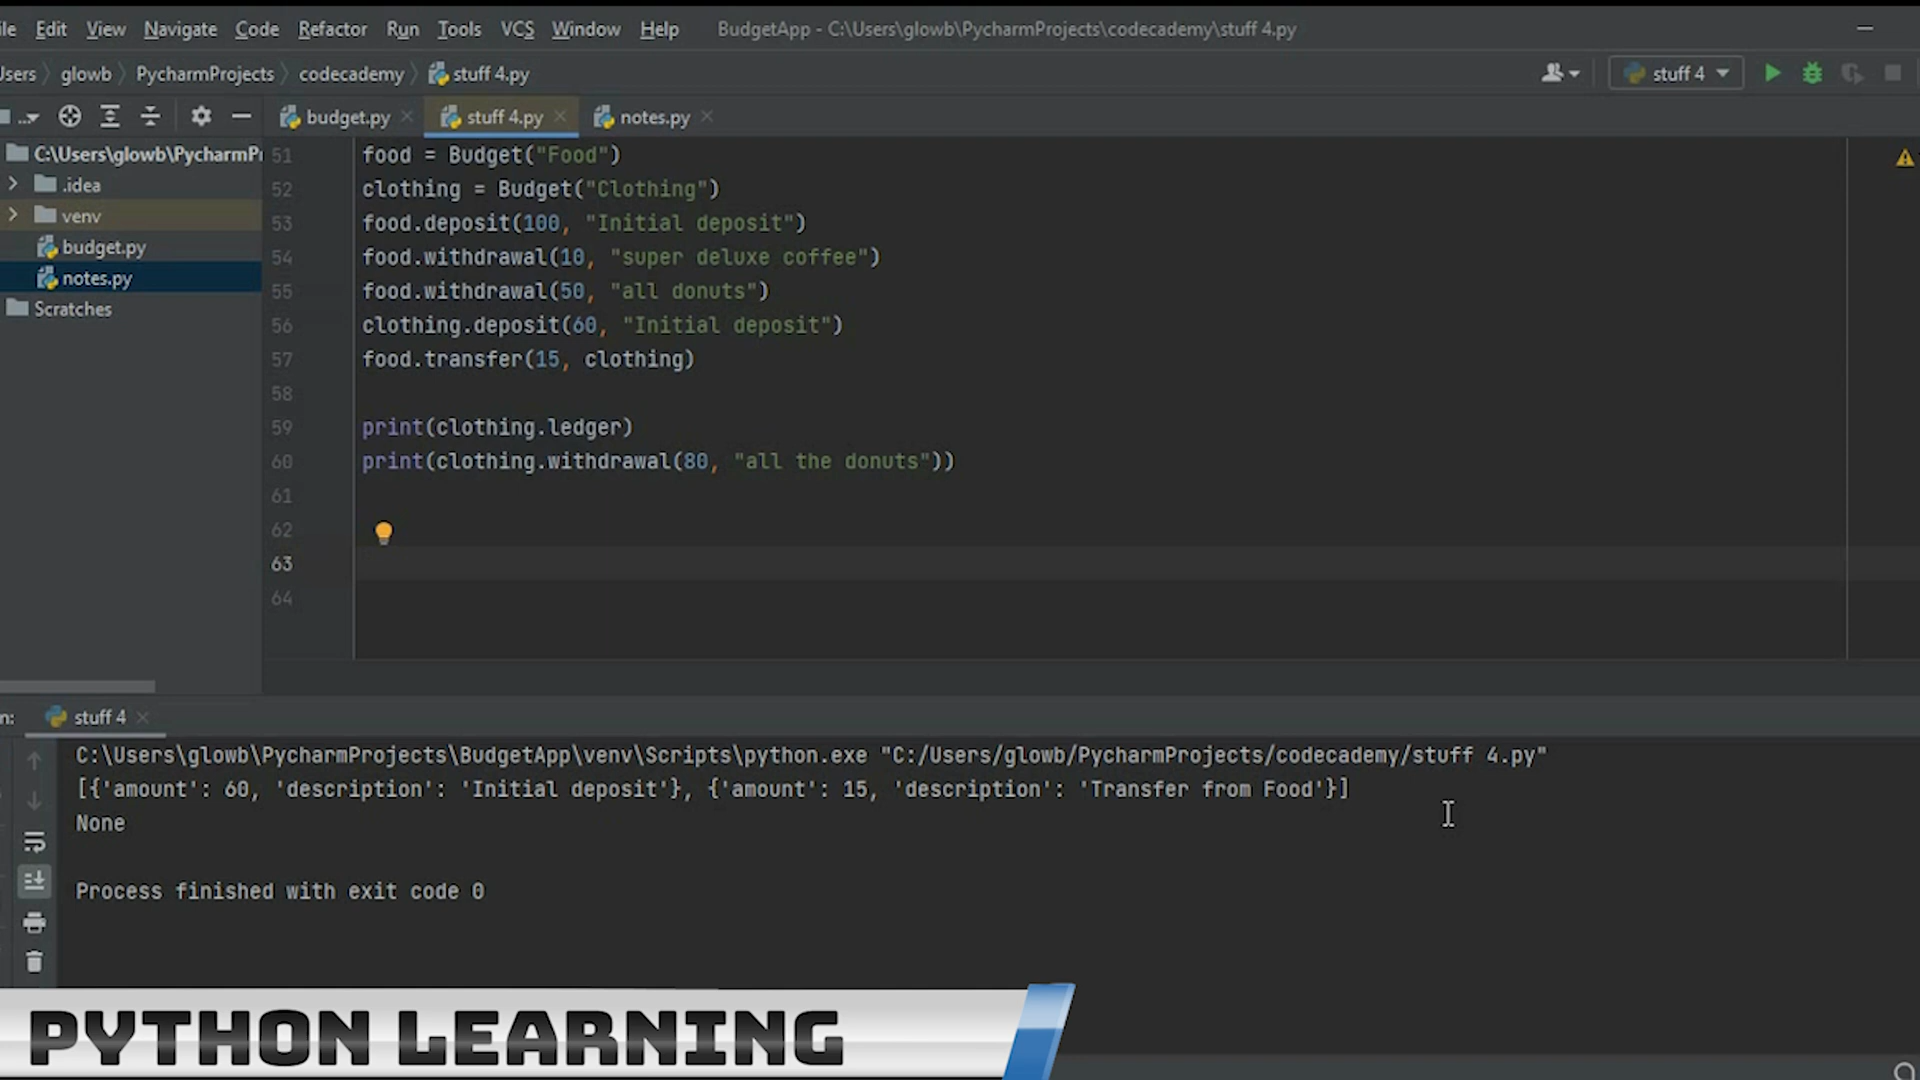 ile Edit View Navigate Code Refactor Run Tools VCS Window Help BudgetApp - C:\Users\glowb\PycharmProjects\codecademy\stuff 4.py
Jsers glowb PycharmProjects codecademy stuff 4.py stuff 4
... budget.py stuff 4.py notes.py
C:\Users\glowb\PycharmPr
.idea
venv
budget.py
notes.py
Scratches
51 food = Budget("Food")
52 clothing = Budget("Clothing")
53 food.deposit(100, "Initial deposit")
54 food.withdrawal(10, "super deluxe coffee")
55 food.withdrawal(50, "all donuts")
56 clothing.deposit(60, "Initial deposit")
57 food.transfer(15, clothing)
58
59 print(clothing.ledger)
60 print(clothing.withdrawal(80, "all the donuts"))
61
62
63
64
n: stuff 4
C:\Users\glowb\PycharmProjects\BudgetApp\venv\Scripts\python.exe "C:/Users/glowb/PycharmProjects/codecademy/stuff 4.py"
[{'amount': 60, 'description': 'Initial deposit'}, {'amount': 15, 'description': 'Transfer from Food'}]
None
Process finished with exit code 0
PYTHON LEARNING